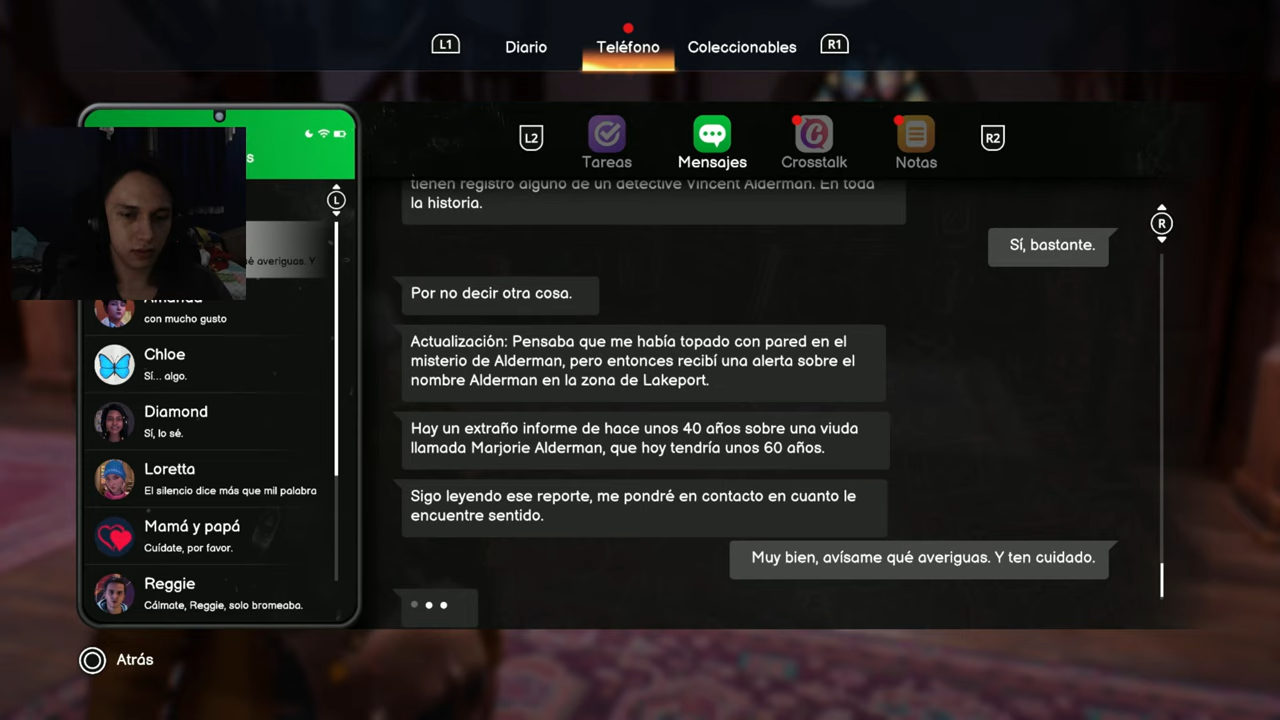 L1
Diario
Teléfono
Coleccionables
R1
L2
Tareas
Mensajes
Crosstalk
Notas
R2
s
L
é averiguas. Y
Amanda
con mucho gusto
Chloe
Sí... algo.
Diamond
Sí, lo sé.
Loretta
El silencio dice más que mil palabra
Mamá y papá
Cuídate, por favor.
Reggie
Cálmate, Reggie, solo bromeaba.
tienen registro alguno de un detective Vincent Alderman. En toda
la historia.
R
Sí, bastante.
Por no decir otra cosa.
Actualización: Pensaba que me había topado con pared en el
misterio de Alderman, pero entonces recibí una alerta sobre el
nombre Alderman en la zona de Lakeport.
Hay un extraño informe de hace unos 40 años sobre una viuda
llamada Marjorie Alderman, que hoy tendría unos 60 años.
Sigo leyendo ese reporte, me pondré en contacto en cuanto le
encuentre sentido.
Muy bien, avísame qué averiguas. Y ten cuidado.
Atrás